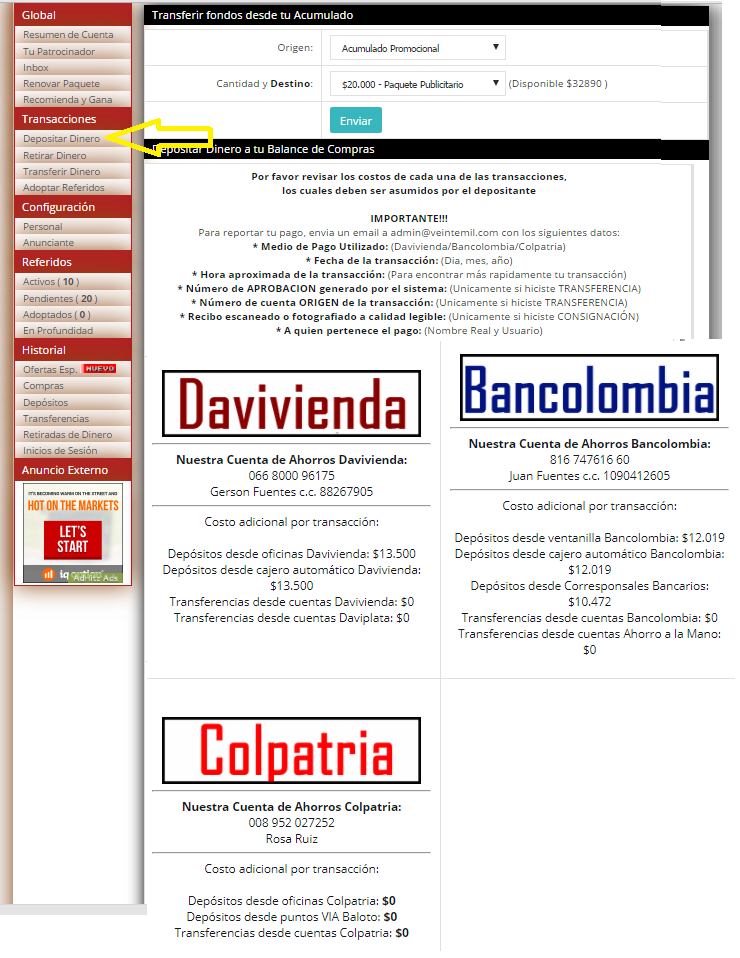 Global
Resumen de Cuenta
Tu Patrocinador
Inbox
Renovar Paquete
Recomienda y Gana
Transacciones
Depositar Dinero
Retirar Dinero
Transferir Dinero
Adoptar Referidos
Configuración
Personal
Anunciante
Referidos
Activos ( 10 )
Pendientes ( 20 )
Adoptados ( 0 )
En Profundidad
Historial
Ofertas Esp. NUEVO
Compras
Depósitos
Transferencias
Retiradas de Dinero
Inicios de Sesión
Anuncio Externo
IT'S BECOMING WARM ON THE STREET AND
HOT ON THE MARKETS
LET'S
START
iq option
AdHitz Ads
Transferir fondos desde tu Acumulado
Origen: Acumulado Promocional
Cantidad y Destino: $20.000 - Paquete Publicitario (Disponible $32890 )
Enviar
Depositar Dinero a tu Balance de Compras
Por favor revisar los costos de cada una de las transacciones,
los cuales deben ser asumidos por el depositante
IMPORTANTE!!!
Para reportar tu pago, envia un email a admin@veintemil.com con los siguientes datos:
* Medio de Pago Utilizado: (Davivienda/Bancolombia/Colpatria)
* Fecha de la transacción: (Dia, mes, año)
* Hora aproximada de la transacción: (Para encontrar más rapidamente tu transacción)
* Número de APROBACION generado por el sistema: (Unicamente si hiciste TRANSFERENCIA)
* Número de cuenta ORIGEN de la transacción: (Unicamente si hiciste TRANSFERENCIA)
* Recibo escaneado o fotografiado a calidad legible: (Unicamente si hiciste CONSIGNACIÓN)
* A quien pertenece el pago: (Nombre Real y Usuario)
Davivienda
Nuestra Cuenta de Ahorros Davivienda:
066 8000 96175
Gerson Fuentes c.c. 88267905
Costo adicional por transacción:
Depósitos desde oficinas Davivienda: $13.500
Depósitos desde cajero automático Davivienda:
$13.500
Transferencias desde cuentas Davivienda: $0
Transferencias desde cuentas Daviplata: $0
Bancolombia
Nuestra Cuenta de Ahorros Bancolombia:
816 747616 60
Juan Fuentes c.c. 1090412605
Costo adicional por transacción:
Depósitos desde ventanilla Bancolombia: $12.019
Depósitos desde cajero automático Bancolombia:
$12.019
Depósitos desde Corresponsales Bancarios:
$10.472
Transferencias desde cuentas Bancolombia: $0
Transferencias desde cuentas Ahorro a la Mano:
$0
Colpatria
Nuestra Cuenta de Ahorros Colpatria:
008 952 027252
Rosa Ruiz
Costo adicional por transacción:
Depósitos desde oficinas Colpatria: $0
Depósitos desde puntos VIA Baloto: $0
Transferencias desde cuentas Colpatria: $0